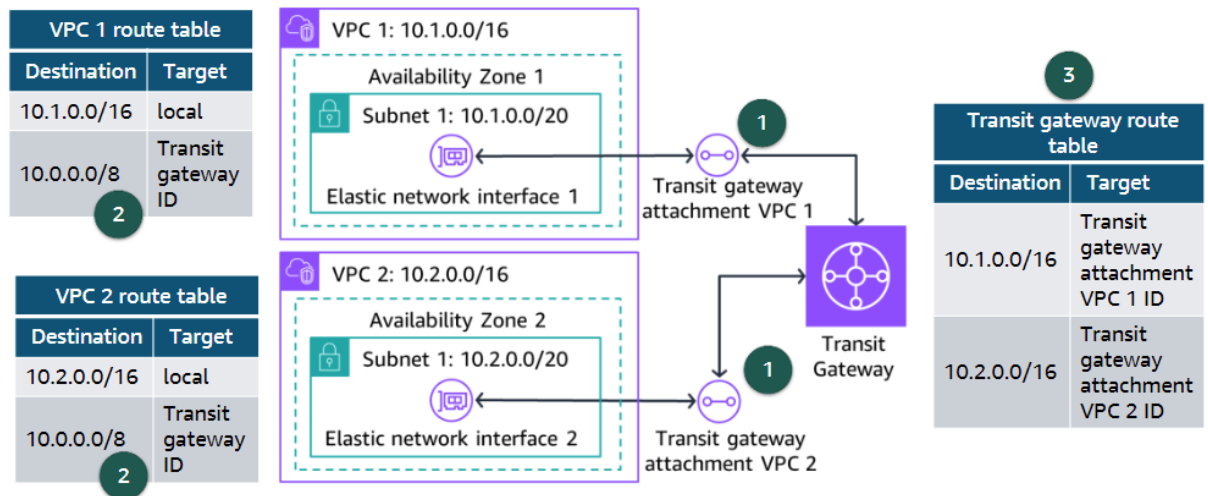 VPC 1 route table
Destination Target
10.1.0.0/16 local
10.0.0.0/8 Transit
gateway
ID
2
VPC 1: 10.1.0.0/16
Availability Zone 1
Subnet 1: 10.1.0.0/20
Elastic network interface 1
1
Transit gateway
attachment VPC 1
VPC 2 route table
Destination Target
10.2.0.0/16 local
10.0.0.0/8 Transit
gateway
ID
2
VPC 2: 10.2.0.0/16
Availability Zone 2
Subnet 1: 10.2.0.0/20
Elastic network interface 2
1
Transit gateway
attachment VPC 2
Transit
Gateway
3
Transit gateway route
table
Destination Target
10.1.0.0/16 Transit
gateway
attachment
VPC 1 ID
10.2.0.0/16 Transit
gateway
attachment
VPC 2 ID